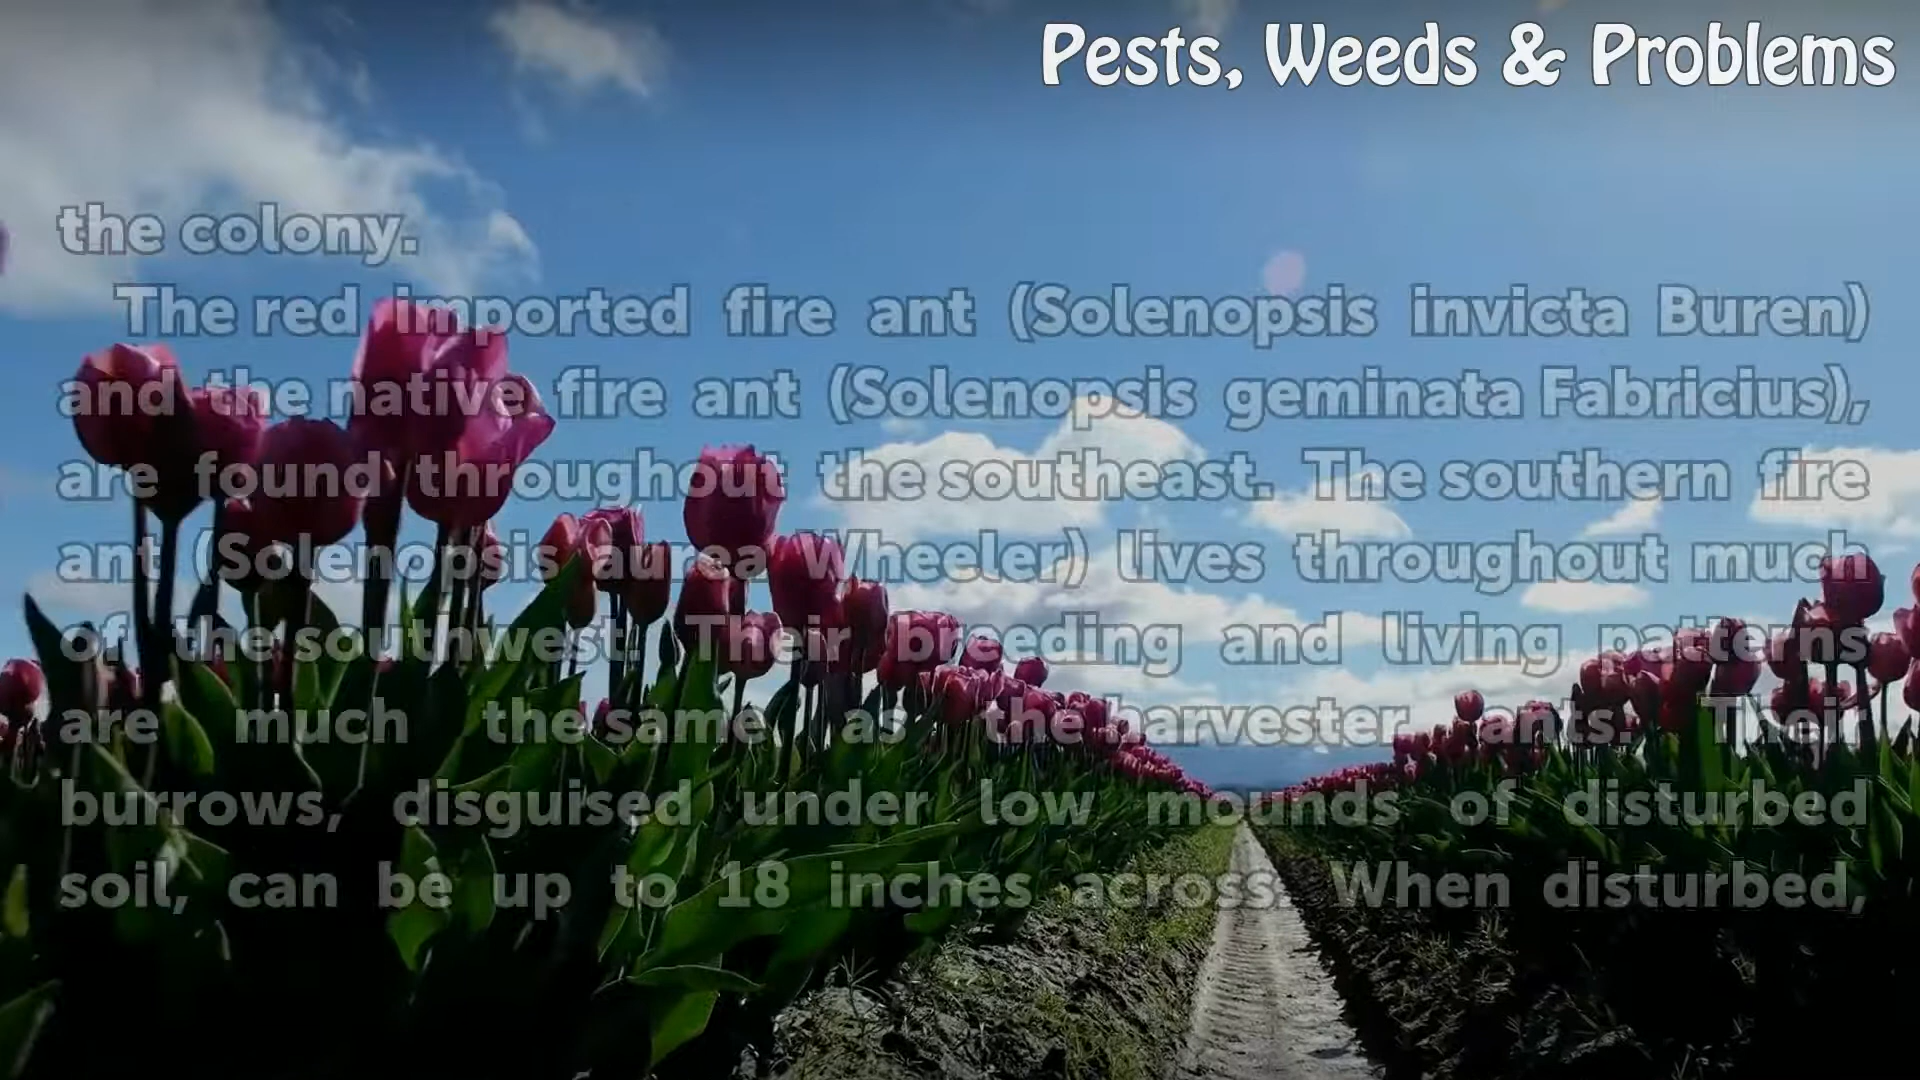 Pests, Weeds & Problems
the colony.
The red imported fire ant (Solenopsis invicta Buren)
and the native fire ant (Solenopsis geminata Fabricius),
are found throughout the southeast. The southern fire
ant (Solenopsis aurea Wheeler) lives throughout much
of the southwest. Their breeding and living patterns
are much the same as the harvester ants. Their
burrows, disguised under low mounds of disturbed
soil, can be up to 18 inches across. When disturbed,